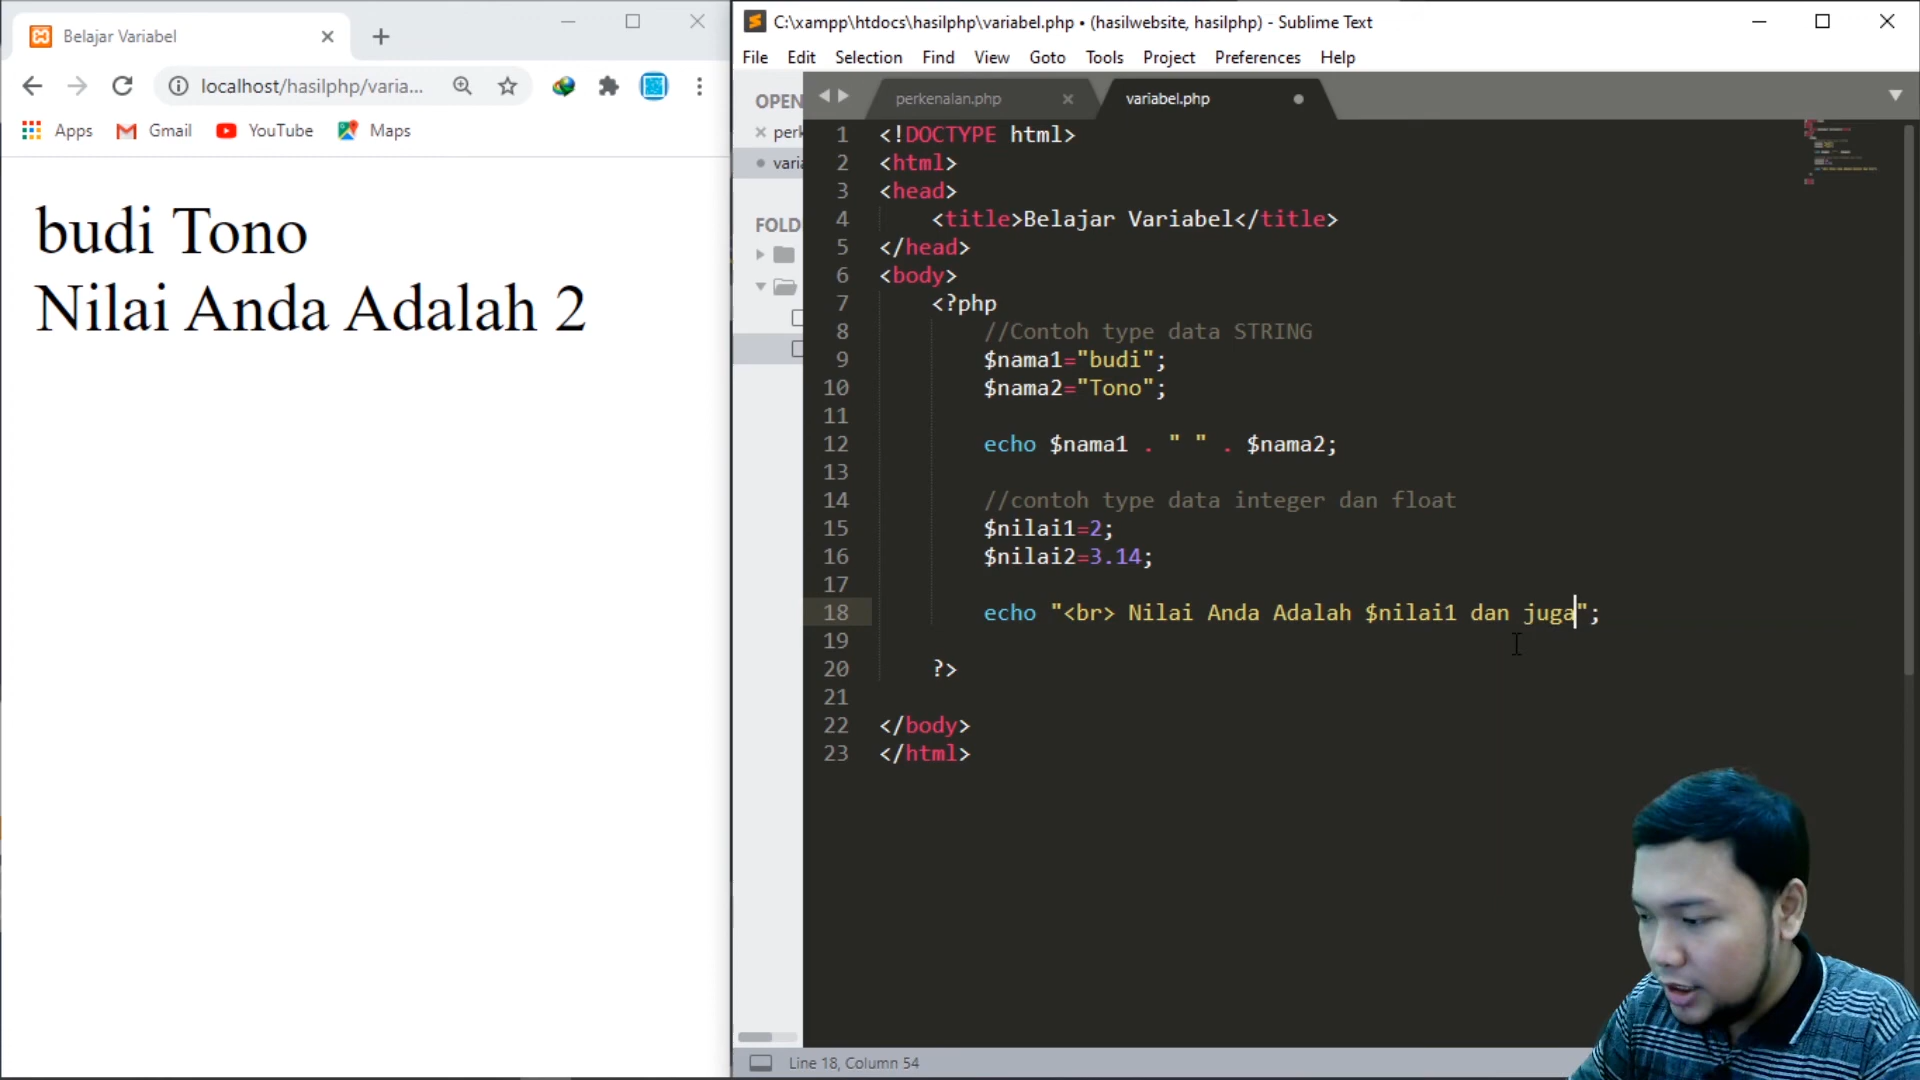 Belajar Variabel
localhost/hasilphp/varia...
Apps Gmail YouTube Maps
budi Tono
Nilai Anda Adalah 2
C:\xampp\htdocs\hasilphp\variabel.php • (hasilwebsite, hasilphp) - Sublime Text
File Edit Selection Find View Goto Tools Project Preferences Help
OPEN
perk
varia
FOLD
perkenalan.php
variabel.php
1 <!DOCTYPE html>
2 <html>
3 <head>
4 <title>Belajar Variabel</title>
5 </head>
6 <body>
7 <?php
8 //Contoh type data STRING
9 $nama1="budi";
10 $nama2="Tono";
11
12 echo $nama1 . " " . $nama2;
13
14 //contoh type data integer dan float
15 $nilai1=2;
16 $nilai2=3.14;
17
18 echo "<br> Nilai Anda Adalah $nilai1 dan juga";
19
20 ?>
21
22 </body>
23 </html>
Line 18, Column 54